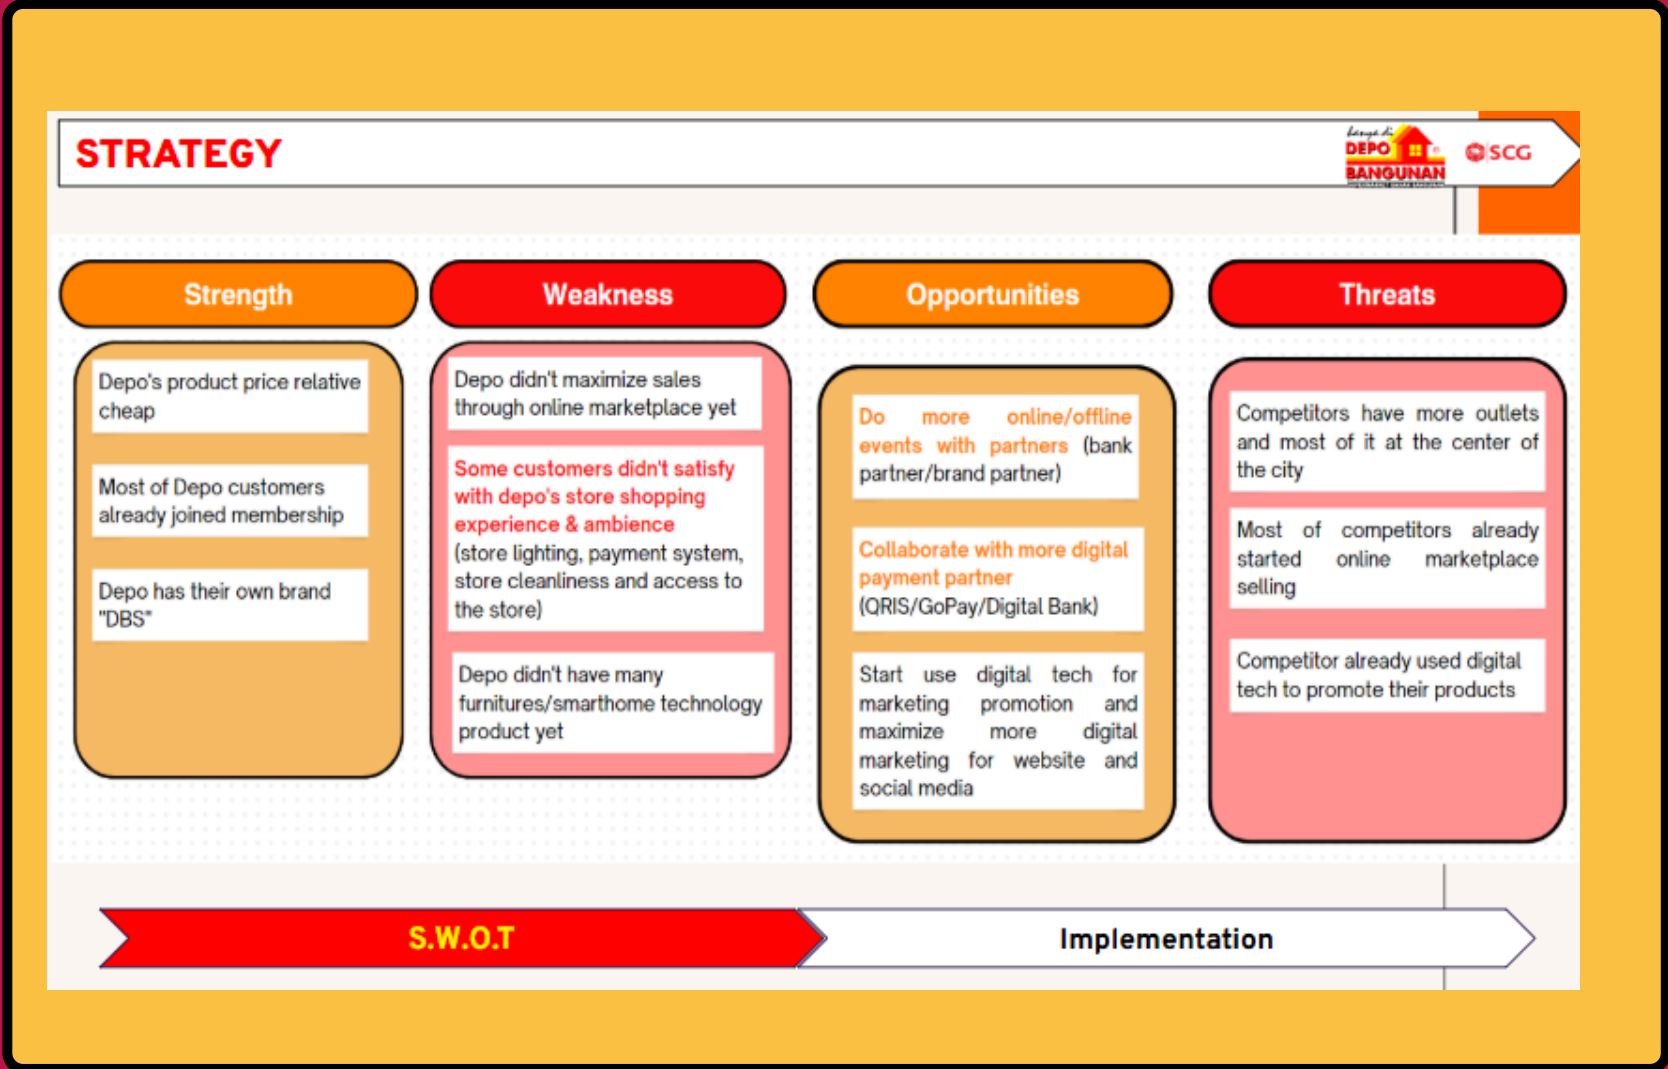 STRATEGY
hanya di
DEPO
BANGUNAN
SCG
Strength
Depo's product price relative
cheap
Most of Depo customers
already joined membership
Depo has their own brand
"DBS"
Weakness
Depo didn't maximize sales
through online marketplace yet
Some customers didn't satisfy
with depo's store shopping
experience & ambience
(store lighting, payment system,
store cleanliness and access to
the store)
Depo didn't have many
furnitures/smarthome technology
product yet
Opportunities
Do more online/offline
events with partners (bank
partner/brand partner)
Collaborate with more digital
payment partner
(QRIS/GoPay/Digital Bank)
Start use digital tech for
marketing promotion and
maximize more digital
marketing for website and
social media
Threats
Competitors have more outlets
and most of it at the center of
the city
Most of competitors already
started online marketplace
selling
Competitor already used digital
tech to promote their products
S.W.O.T
Implementation